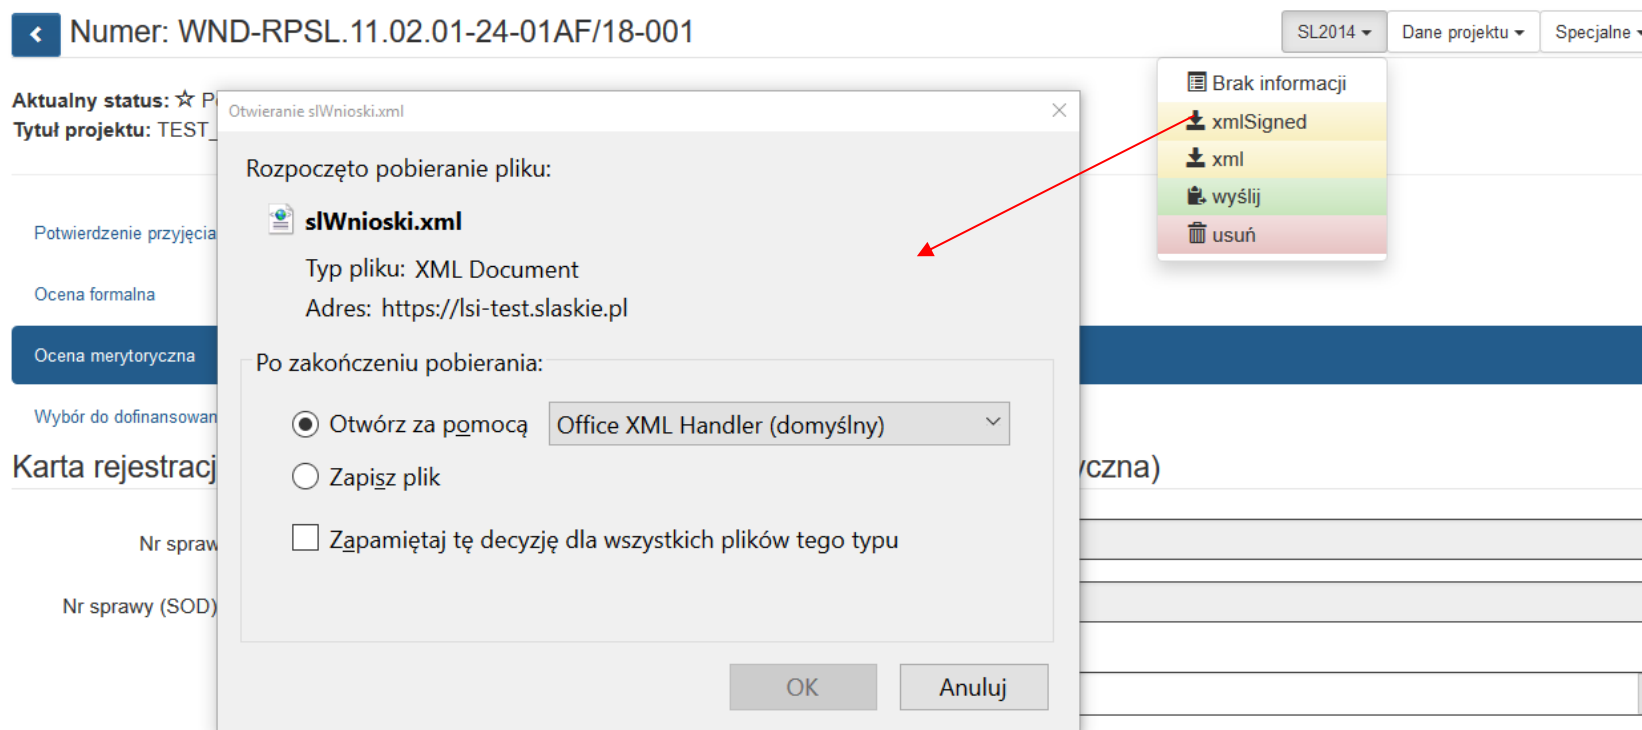 Numer: WND-RPSL.11.02.01-24-01AF/18-001
SL2014
Dane projektu
Specjalne
Brak informacji
xmlSigned
xml
wyślij
usuń
Aktualny status:
Tytuł projektu: TEST_
Otwieranie slWnioski.xml
Rozpoczęto pobieranie pliku:
slWnioski.xml
Typ pliku: XML Document
Adres: https://lsi-test.slaskie.pl
Po zakończeniu pobierania:
Otwórz za pomocą
Office XML Handler (domyślny)
Zapisz plik
Zapamiętaj tę decyzję dla wszystkich plików tego typu
OK
Anuluj
Potwierdzenie przyjęcia
Ocena formalna
Ocena merytoryczna
Wybór do dofinansowan
Karta rejestracj
yczna)
Nr spraw
Nr sprawy (SOD)